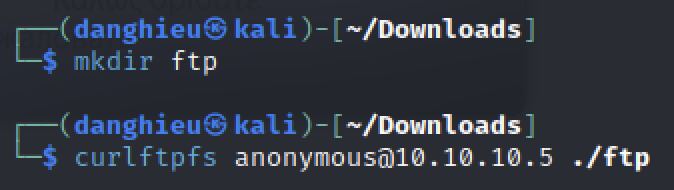 ┌──(danghieu㉿kali)-[~/Downloads]
└─$ mkdir ftp
┌──(danghieu㉿kali)-[~/Downloads]
└─$ curlftpfs anonymous@10.10.10.5 ./ftp